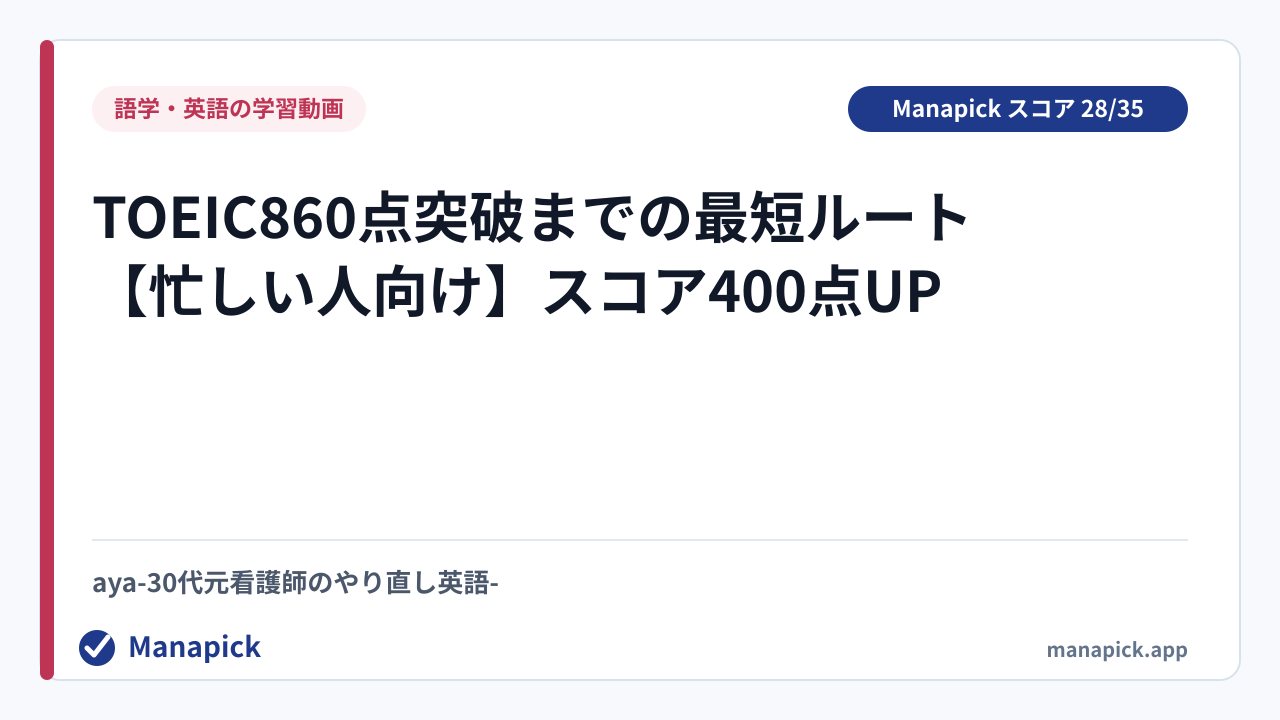 語学・英語の学習動画
Manapick スコア 28/35
TOEIC860点突破までの最短ルート
【忙しい人向け】スコア400点UP
aya-30代元看護師のやり直し英語-
Manapick
manapick.app